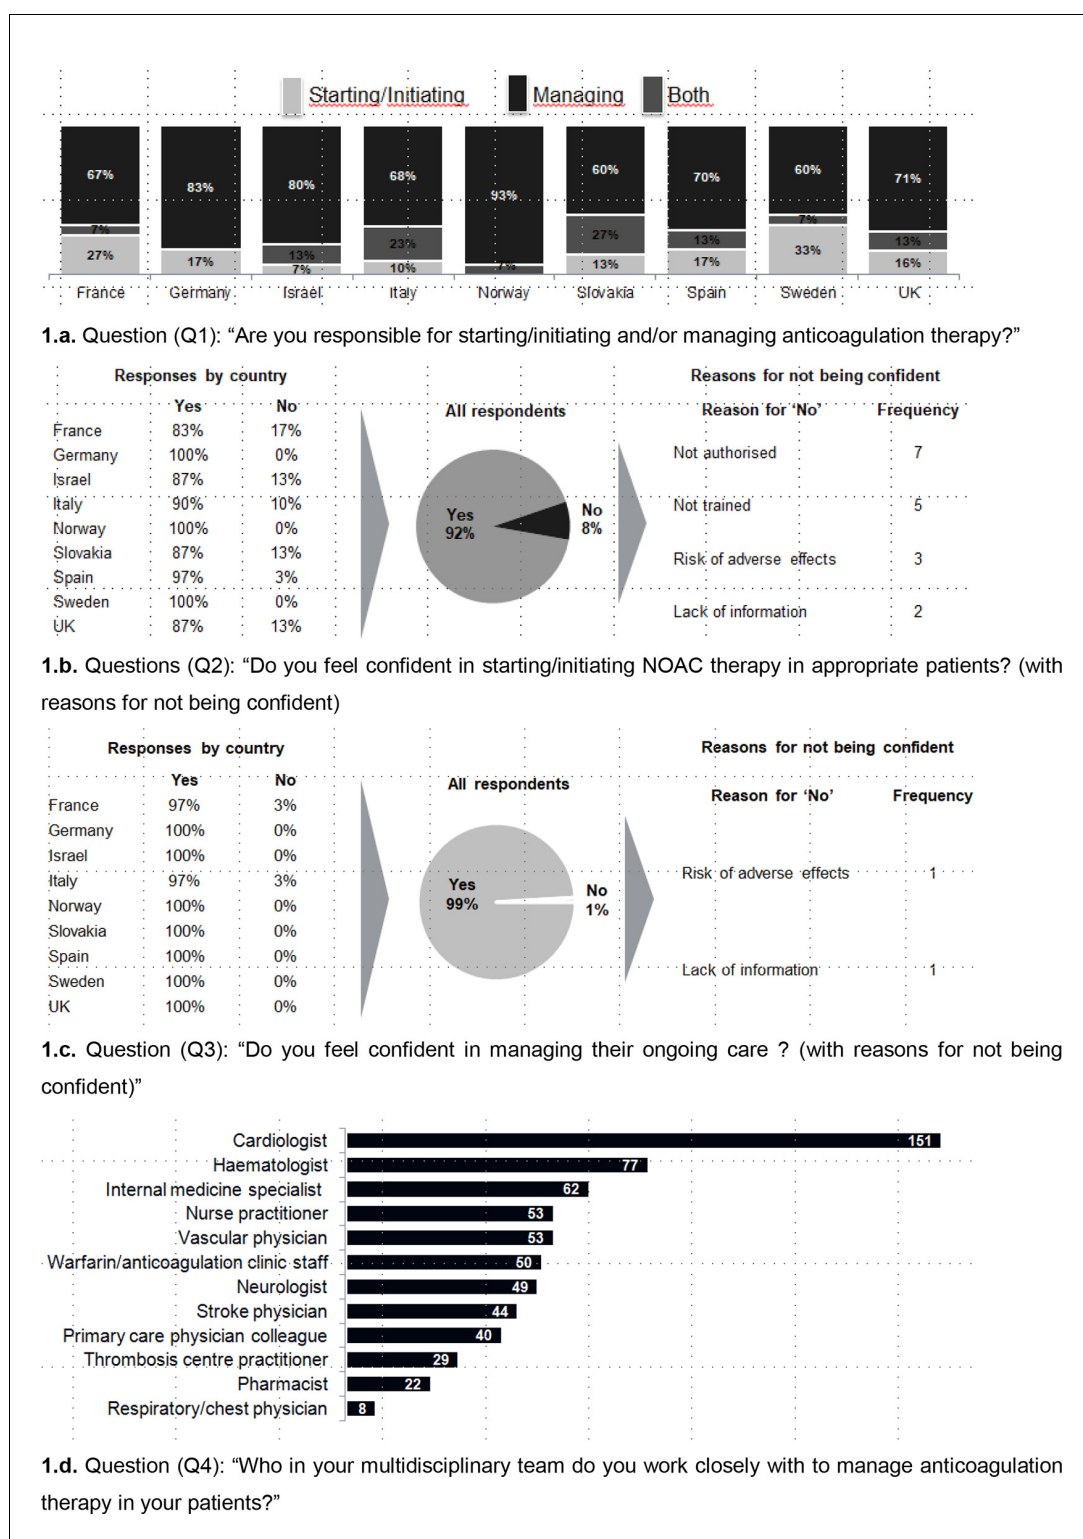 Starting/Initiating Managing Both
67% 83% 80% 68% 93% 60% 70% 60% 71%
7% 13% 23% 7% 27% 13% 7% 13%
27% 17% 7% 10% 13% 17% 33% 16%
France Germany Israel Italy Norway Slovakia Spain Sweden UK
1.a. Question (Q1): “Are you responsible for starting/initiating and/or managing anticoagulation therapy?”
Responses by country
Yes No
France 83% 17%
Germany 100% 0%
Israel 87% 13%
Italy 90% 10%
Norway 100% 0%
Slovakia 87% 13%
Spain 97% 3%
Sweden 100% 0%
UK 87% 13%
All respondents
Yes
92%
No
8%
Reasons for not being confident
Reason for ‘No’ Frequency
Not authorised 7
Not trained 5
Risk of adverse effects 3
Lack of information 2
1.b. Questions (Q2): “Do you feel confident in starting/initiating NOAC therapy in appropriate patients? (with
reasons for not being confident)
Responses by country
Yes No
France 97% 3%
Germany 100% 0%
Israel 100% 0%
Italy 97% 3%
Norway 100% 0%
Slovakia 100% 0%
Spain 100% 0%
Sweden 100% 0%
UK 100% 0%
All respondents
Yes
99%
No
1%
Reasons for not being confident
Reason for ‘No’ Frequency
Risk of adverse effects 1
Lack of information 1
1.c. Question (Q3): “Do you feel confident in managing their ongoing care ? (with reasons for not being
confident)”
Cardiologist 151
Haematologist 77
Internal medicine specialist 62
Nurse practitioner 53
Vascular physician 53
Warfarin/anticoagulation clinic staff 50
Neurologist 49
Stroke physician 44
Primary care physician colleague 40
Thrombosis centre practitioner 29
Pharmacist 22
Respiratory/chest physician 8
1.d. Question (Q4): “Who in your multidisciplinary team do you work closely with to manage anticoagulation
therapy in your patients?”